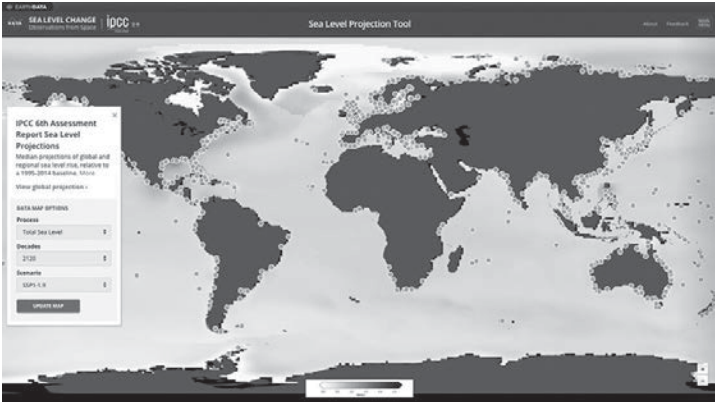 EARTHDATA
NASA
SEA LEVEL CHANGE
Observations from Space
ipcc
Sea Level Projection Tool
About
Feedback
IPCC 6th Assessment
Report Sea Level
Projections
Median projections of global and
regional sea level rise, relative to
a 1995-2014 baseline. More
View global projection ›
DATA MAP OPTIONS
Process
Total Sea Level
Decades
2120
Scenario
SSP1-1.9
UPDATE MAP